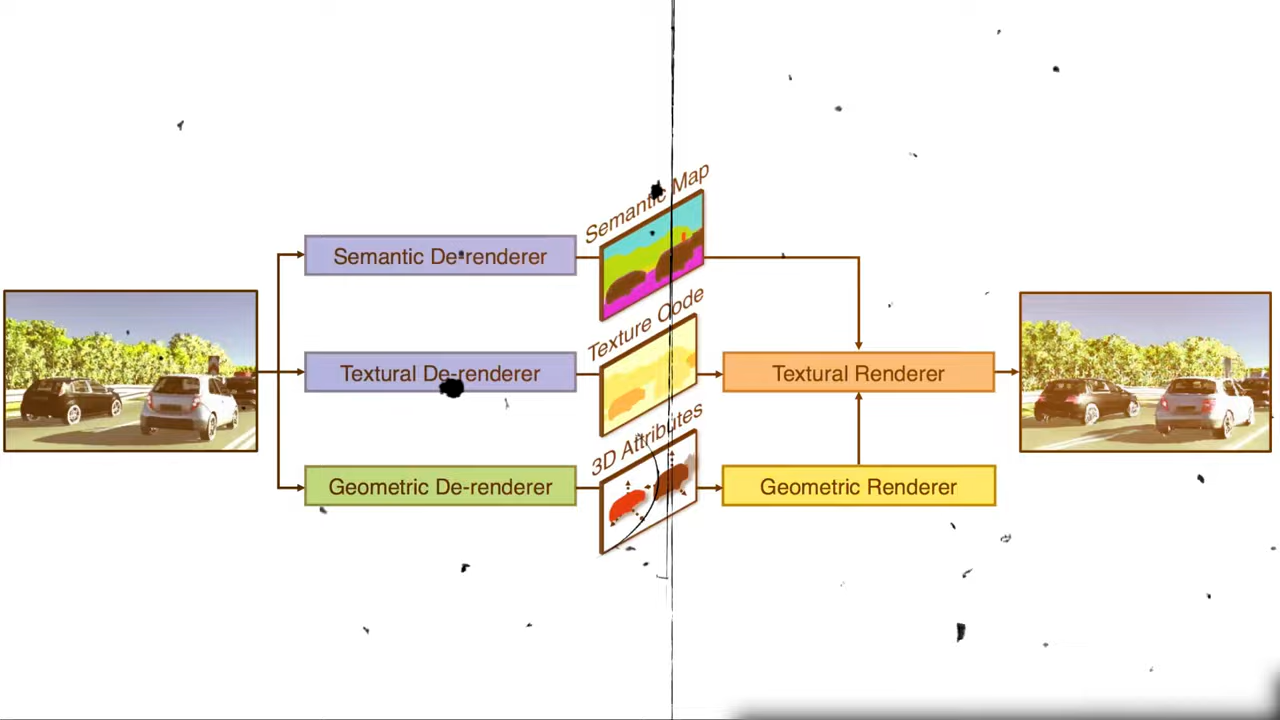 Semantic Map
Semantic De-renderer
Texture Code
Textural De-renderer
Textural Renderer
3D Attributes
Geometric De-renderer
Geometric Renderer